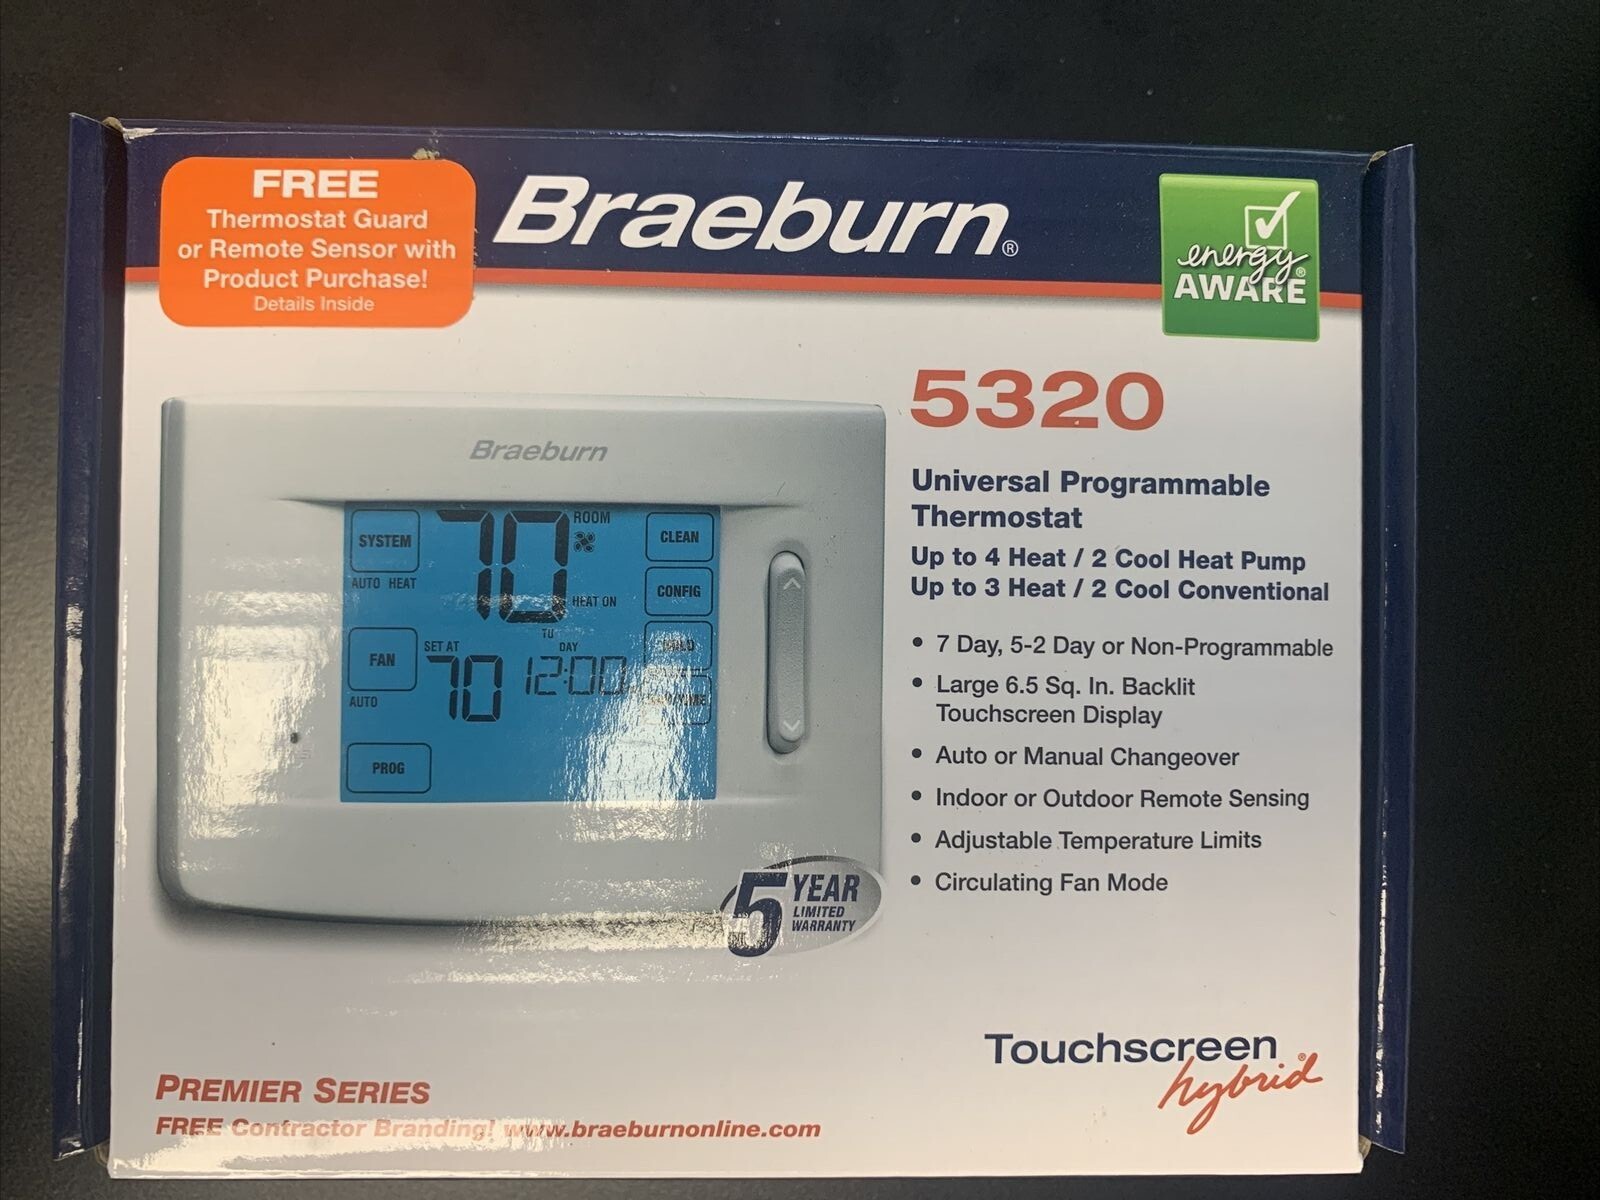 FREE
Thermostat Guard
or Remote Sensor with
Product Purchase!
Details Inside
Braeburn®
energy®
AWARE
5320
Universal Programmable
Thermostat
Up to 4 Heat / 2 Cool Heat Pump
Up to 3 Heat / 2 Cool Conventional
• 7 Day, 5-2 Day or Non-Programmable
• Large 6.5 Sq. In. Backlit
Touchscreen Display
• Auto or Manual Changeover
• Indoor or Outdoor Remote Sensing
• Adjustable Temperature Limits
• Circulating Fan Mode
Braeburn
SYSTEM
AUTO HEAT
70
ROOM
HEAT ON
CLEAN
CONFIG
FAN
AUTO
SET AT
70
TU
DAY
12:00
PROG
5 YEAR
LIMITED
WARRANTY
Touchscreen
hybrid®
PREMIER SERIES
FREE Contractor Branding! www.braeburnonline.com